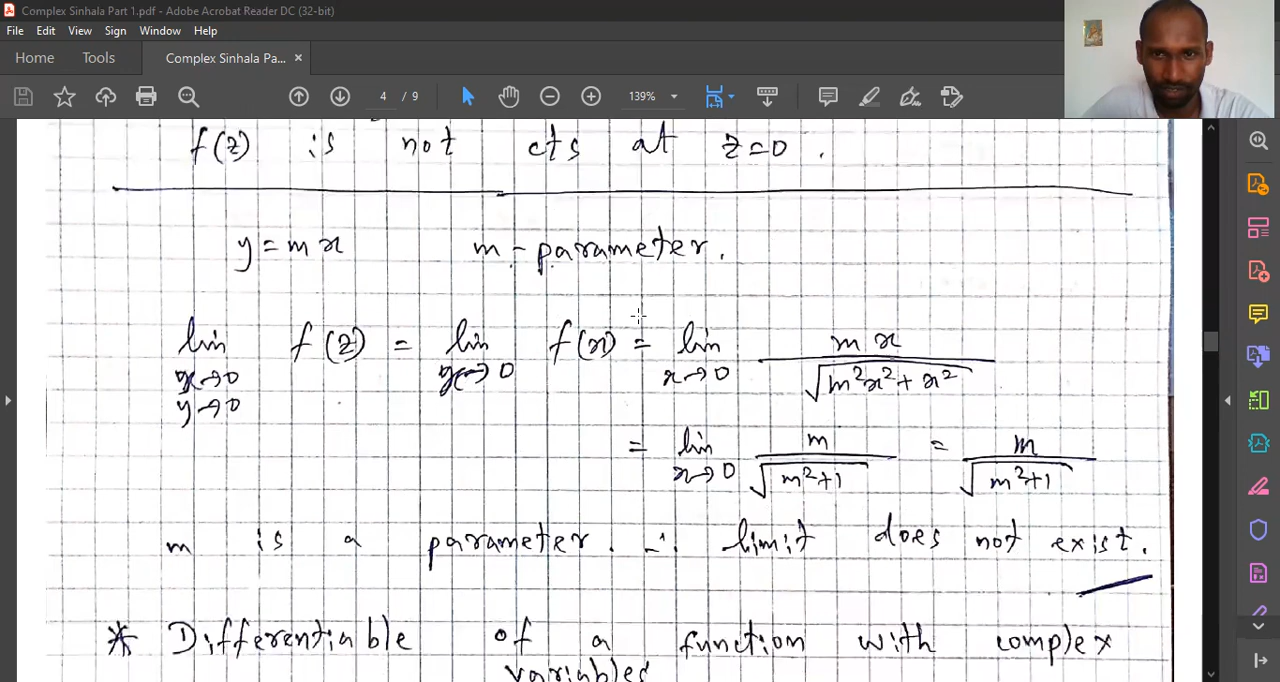 Complex Sinhala Part 1.pdf - Adobe Acrobat Reader DC (32-bit)
File Edit View Sign Window Help
Home Tools Complex Sinhala Pa... ×
4 / 9 139%
f(z) is not cts at z=0 .
y = m x m - parameter.
lim x→0 y→0 f(z) = lim x→0 f(x) = lim x→0 m x / √(m²x² + x²)
= lim x→0 m / √(m²+1) = m / √(m²+1)
m is a parameter. ∴ limit does not exist.
* Differentiable of a function with complex
variables